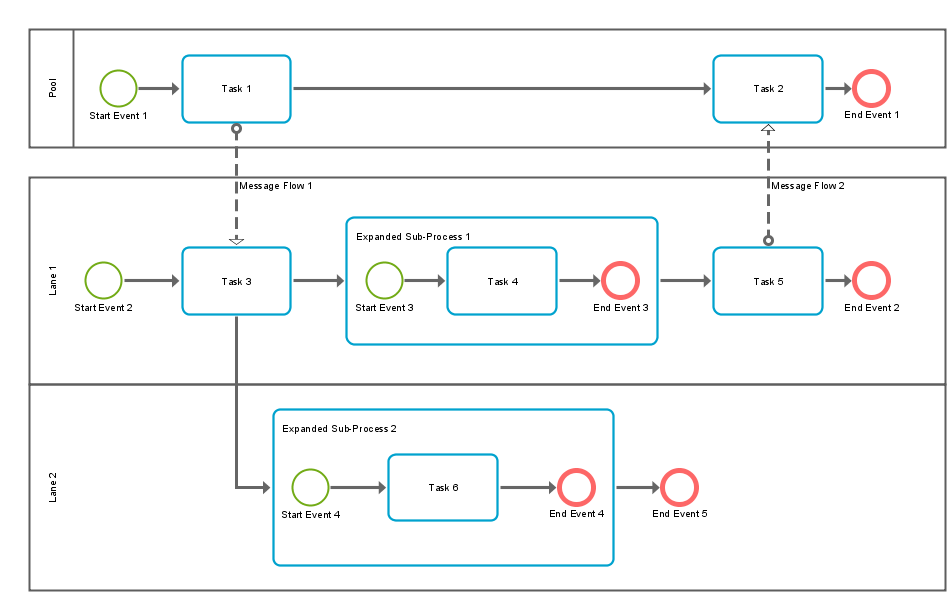 Pool
Start Event 1
Task 1
Task 2
End Event 1
Message Flow 1
Message Flow 2
Lane 1
Start Event 2
Task 3
Expanded Sub-Process 1
Start Event 3
Task 4
End Event 3
Task 5
End Event 2
Lane 2
Expanded Sub-Process 2
Start Event 4
Task 6
End Event 4
End Event 5